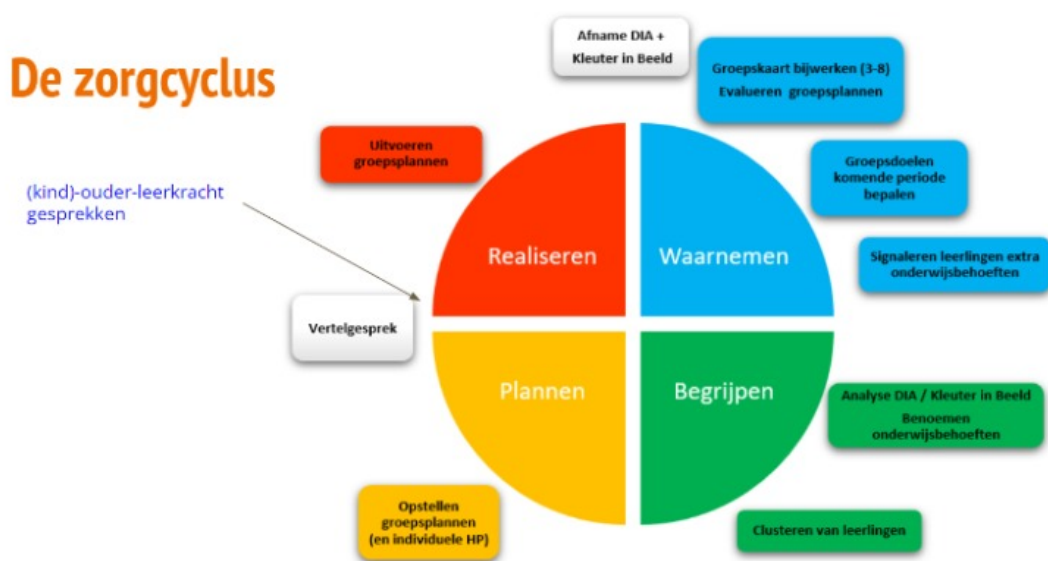 De zorgcyclus
Afname DIA +
Kleuter in Beeld
Groepskaart bijwerken (3-8)
Evalueren groepsplannen
Uitvoeren
groepsplannen
Groepsdoelen
komende periode
bepalen
(kind)-ouder-leerkracht
gesprekken
Realiseren
Waarnemen
Signaleren leerlingen extra
onderwijsbehoeften
Vertelgesprek
Plannen
Begrijpen
Analyse DIA / Kleuter in Beeld
Benoemen
onderwijsbehoeften
Opstellen
groepsplannen
(en individuele HP)
Clusteren van leerlingen